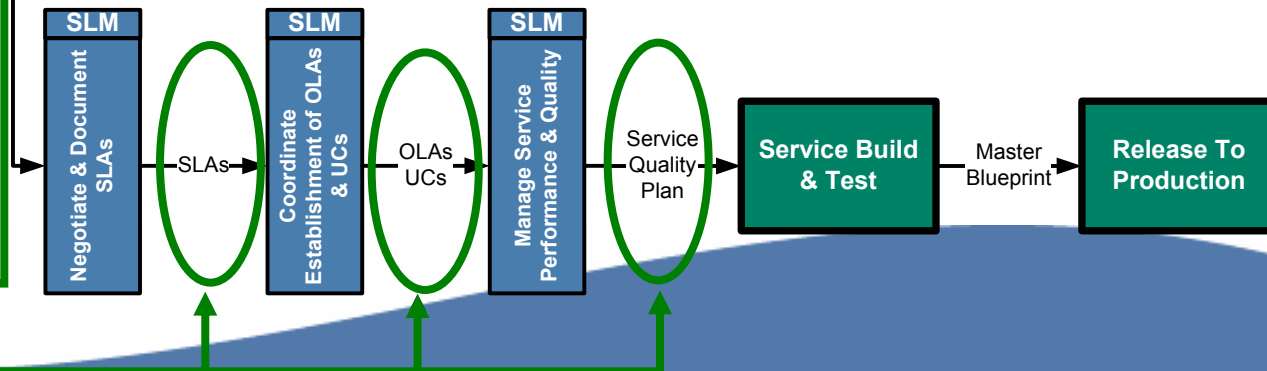 SLM
Negotiate & Document
SLAs
SLAs
SLM
Coordinate
Establishment of OLAs
& UCs
OLAs
UCs
SLM
Manage Service
Performance & Quality
Service
Quality
Plan
Service Build
& Test
Master
Blueprint
Release To
Production